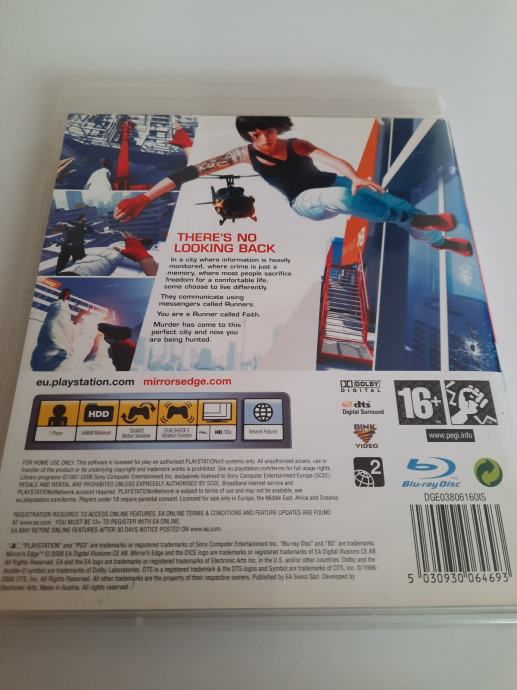 THERE'S NO
LOOKING BACK
In a city where information is heavily
monitored, where crime is just a
memory, where most people sacrifice
freedom for a comfortable life,
some choose to live differently.
They communicate using
messengers called Runners.
You are a Runner called Faith.
Murder has come to this
perfect city and now you
are being hunted.
eu.playstation.com mirrorsedge.com
1 Player
HDD
SIXAXIS
Motion Sensitive
DUALSHOCK 3
Vibration Function
PAL HD 720p
Network Features
DOLBY
DIGITAL
dts
Digital Surround
BINK
VIDEO
2
16+
www.pegi.info
Blu-ray Disc
DGE03806160IS
FOR HOME USE ONLY. This software is licensed for play on authorised PLAYSTATION®3 systems only. All unauthorised access, use or
transfer of the product or its underlying copyright and trademark works is prohibited. See eu.playstation.com/terms for full usage rights.
Library programs ©1997-2008 Sony Computer Entertainment Inc. exclusively licensed to Sony Computer Entertainment Europe (SCEE).
RESALE AND RENTAL ARE PROHIBITED UNLESS EXPRESSLY AUTHORISED BY SCEE. Broadband internet service and
PLAYSTATION®Network account required. PLAYSTATION®Network is subject to terms of use and may not be available, see
eu.playstation.com/terms. Players under 18 require parental consent. Licensed for sale only in Europe, the Middle East, Africa and Oceania.
REGISTRATION REQUIRED TO ACCESS ONLINE FEATURES. EA ONLINE TERMS & CONDITIONS AND FEATURE UPDATES ARE FOUND
AT www.ea.com. YOU MUST BE 13+ TO REGISTER WITH EA ONLINE.
EA MAY RETIRE ONLINE FEATURES AFTER 30 DAYS NOTICE POSTED ON www.ea.com.
"PLAYSTATION" and "PS3" are trademarks or registered trademarks of Sony Computer Entertainment Inc. "Blu-ray Disc" and "BD" are trademarks.
Mirror's Edge™ © 2008 EA Digital Illusions CE AB. Mirror's Edge and the DICE logo are trademarks or registered trademarks of EA Digital Illusions CE AB.
All Rights Reserved. EA and the EA logo are trademarks or registered trademarks of Electronic Arts Inc. in the U.S. and/or other countries. Dolby and the
double-D symbol are trademarks of Dolby Laboratories. DTS is a registered trademark & the DTS logos and Symbol are trademarks of DTS, Inc. © 1996-
2008 DTS, Inc. All Rights Reserved. All other trademarks are the property of their respective owners. Published by EA Swiss Sàrl. Developed by
Electronic Arts. Made in Austria. All rights reserved.
5 030930 064693